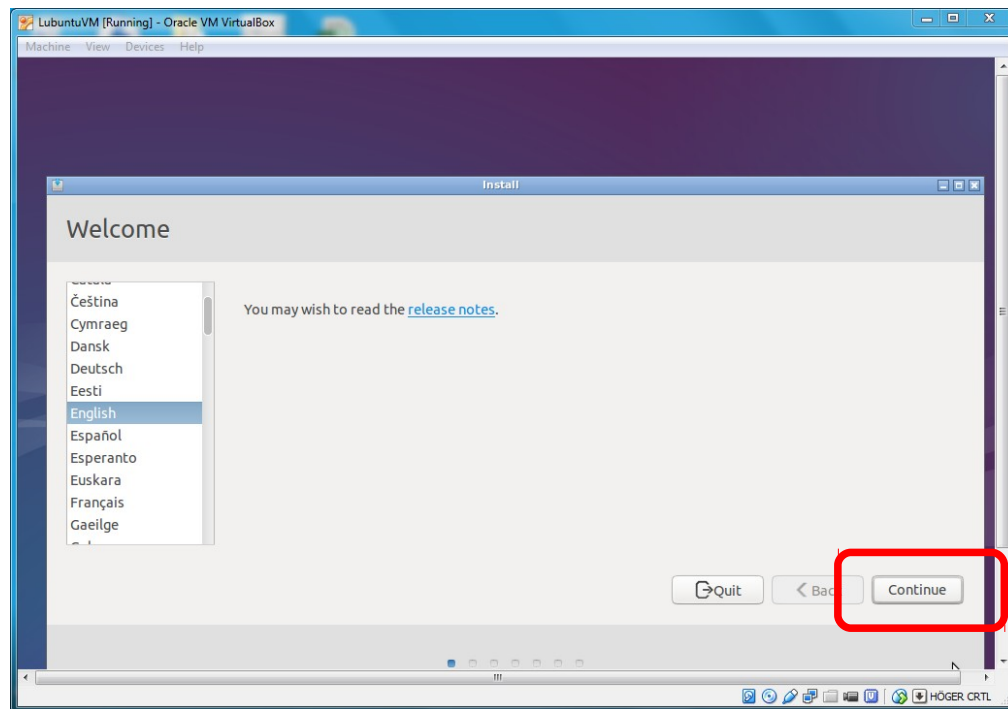 LubuntuVM [Running] - Oracle VM VirtualBox
Machine View Devices Help
Install
Welcome
Čeština
Cymraeg
Dansk
Deutsch
Eesti
English
Español
Esperanto
Euskara
Français
Gaeilge
You may wish to read the release notes.
Quit Bac Continue
HÖGER CRTL